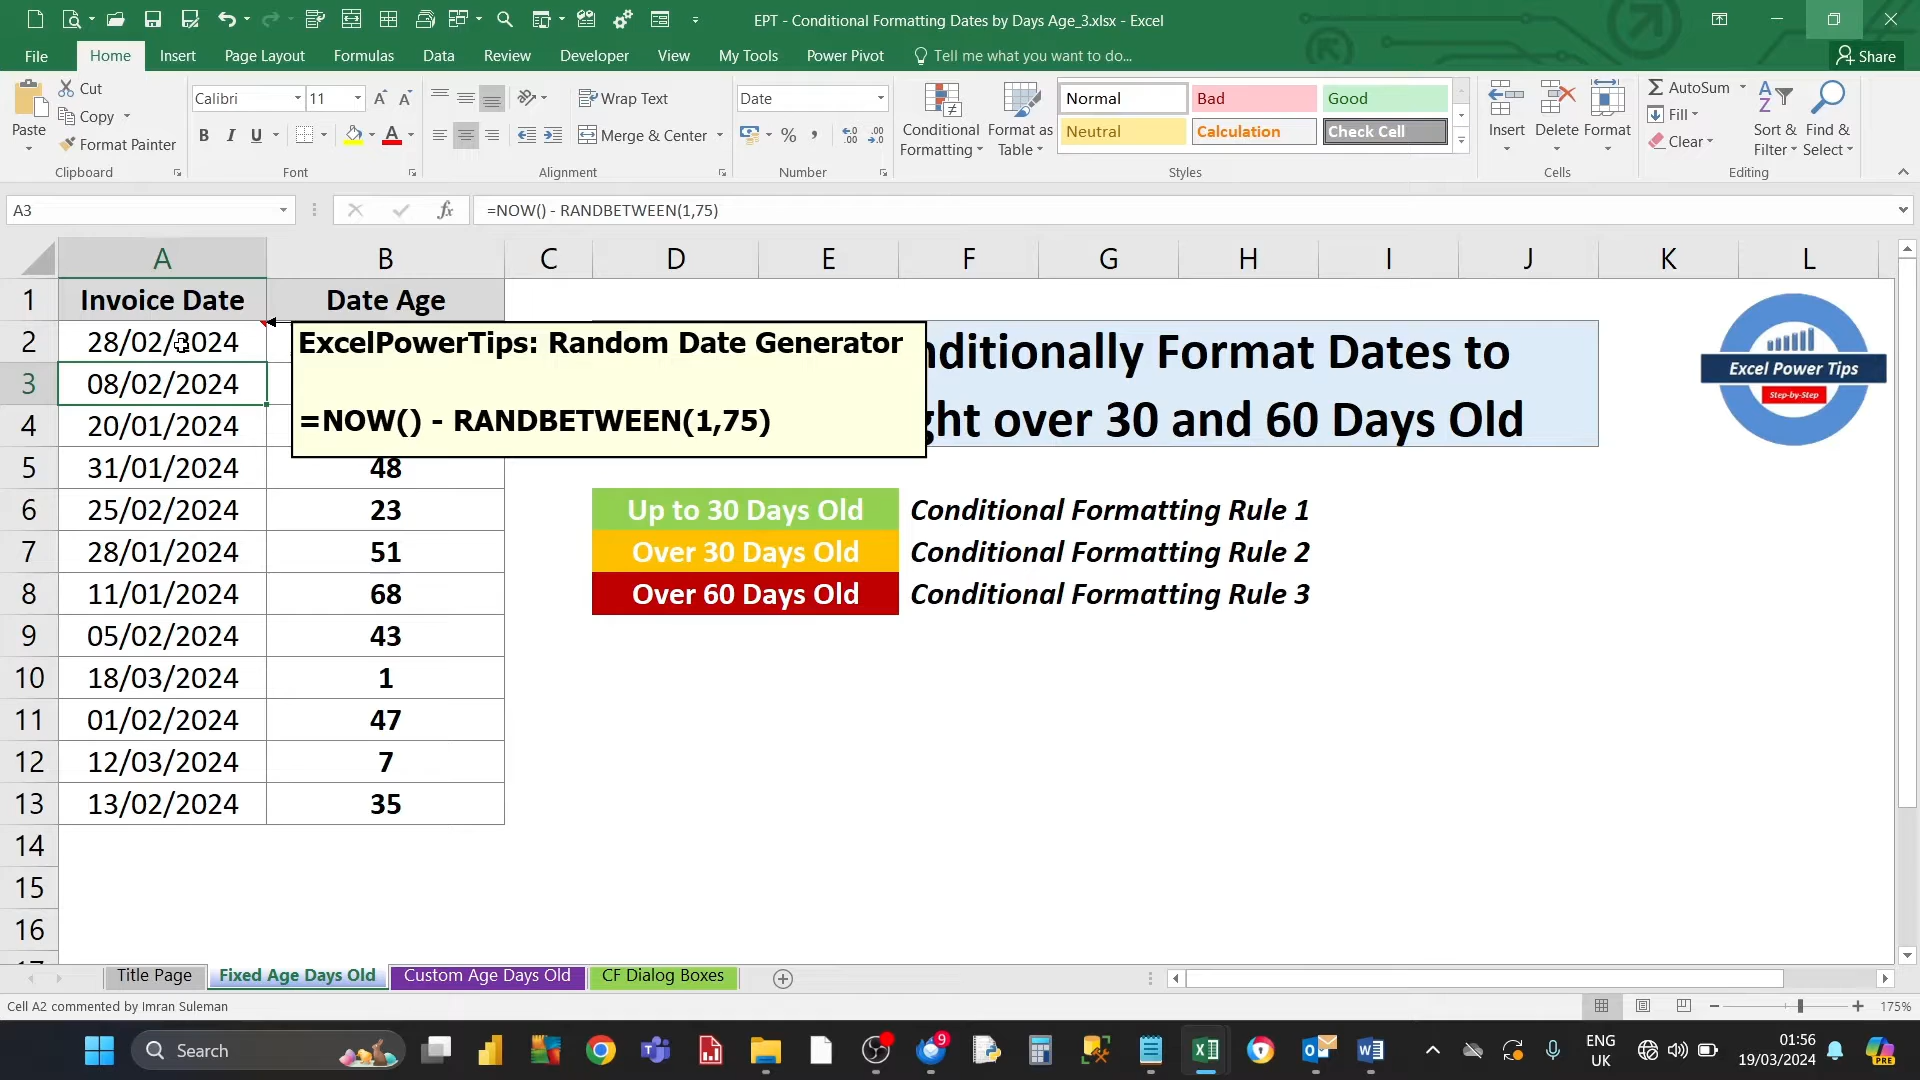 EPT - Conditional Formatting Dates by Days Age_3.xlsx - Excel
File Home Insert Page Layout Formulas Data Review Developer View My Tools Power Pivot Tell me what you want to do... Share
Paste
Cut
Copy
Format Painter
Clipboard
Calibri 11
B I U
Font
Wrap Text
Merge & Center
Alignment
Date
%
Number
Conditional Formatting
Format as Table
Normal Bad Good
Neutral Calculation Check Cell
Styles
Insert Delete Format
Cells
AutoSum
Fill
Clear
Sort & Filter
Find & Select
Editing
A3 fx =NOW() - RANDBETWEEN(1,75)
A B C D E F G H I J K L
1 Invoice Date Date Age
2 28/02/2024
3 08/02/2024
4 20/01/2024
5 31/01/2024 48
6 25/02/2024 23
7 28/01/2024 51
8 11/01/2024 68
9 05/02/2024 43
10 18/03/2024 1
11 01/02/2024 47
12 12/03/2024 7
13 13/02/2024 35
14
15
16
ExcelPowerTips: Random Date Generator
=NOW() - RANDBETWEEN(1,75)
nditionally Format Dates to
ght over 30 and 60 Days Old
Excel Power Tips
Step-by-Step
Up to 30 Days Old Conditional Formatting Rule 1
Over 30 Days Old Conditional Formatting Rule 2
Over 60 Days Old Conditional Formatting Rule 3
Title Page Fixed Age Days Old Custom Age Days Old CF Dialog Boxes
Cell A2 commented by Imran Suleman
175%
Search
9
ENG
UK
01:56
19/03/2024
PRE